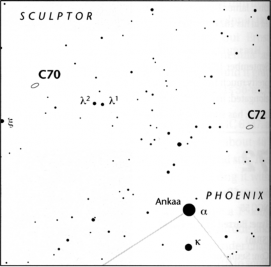 SCULPTOR
C70
λ² λ¹
C72
PHOENIX
Ankaa
α
κ